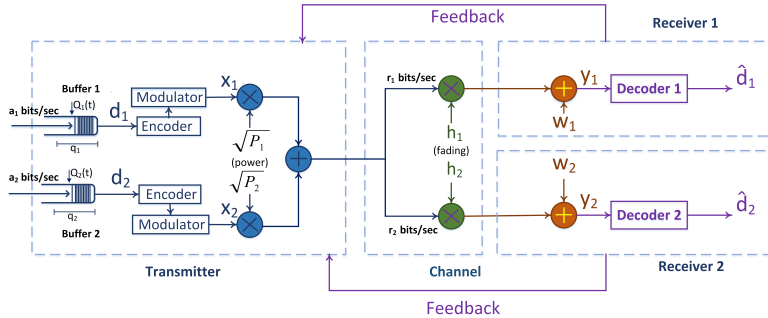 Feedback
Receiver 1
Buffer 1
Q₁(t)
a₁ bits/sec
q₁
d₁
Modulator
Encoder
x₁
√P₁
(power)
√P₂
r₁ bits/sec
h₁
(fading)
h₂
y₁
w₁
Decoder 1
d̂₁
a₂ bits/sec
Q₂(t)
q₂
Buffer 2
d₂
Encoder
Modulator
x₂
r₂ bits/sec
w₂
y₂
Decoder 2
d̂₂
Transmitter
Channel
Receiver 2
Feedback